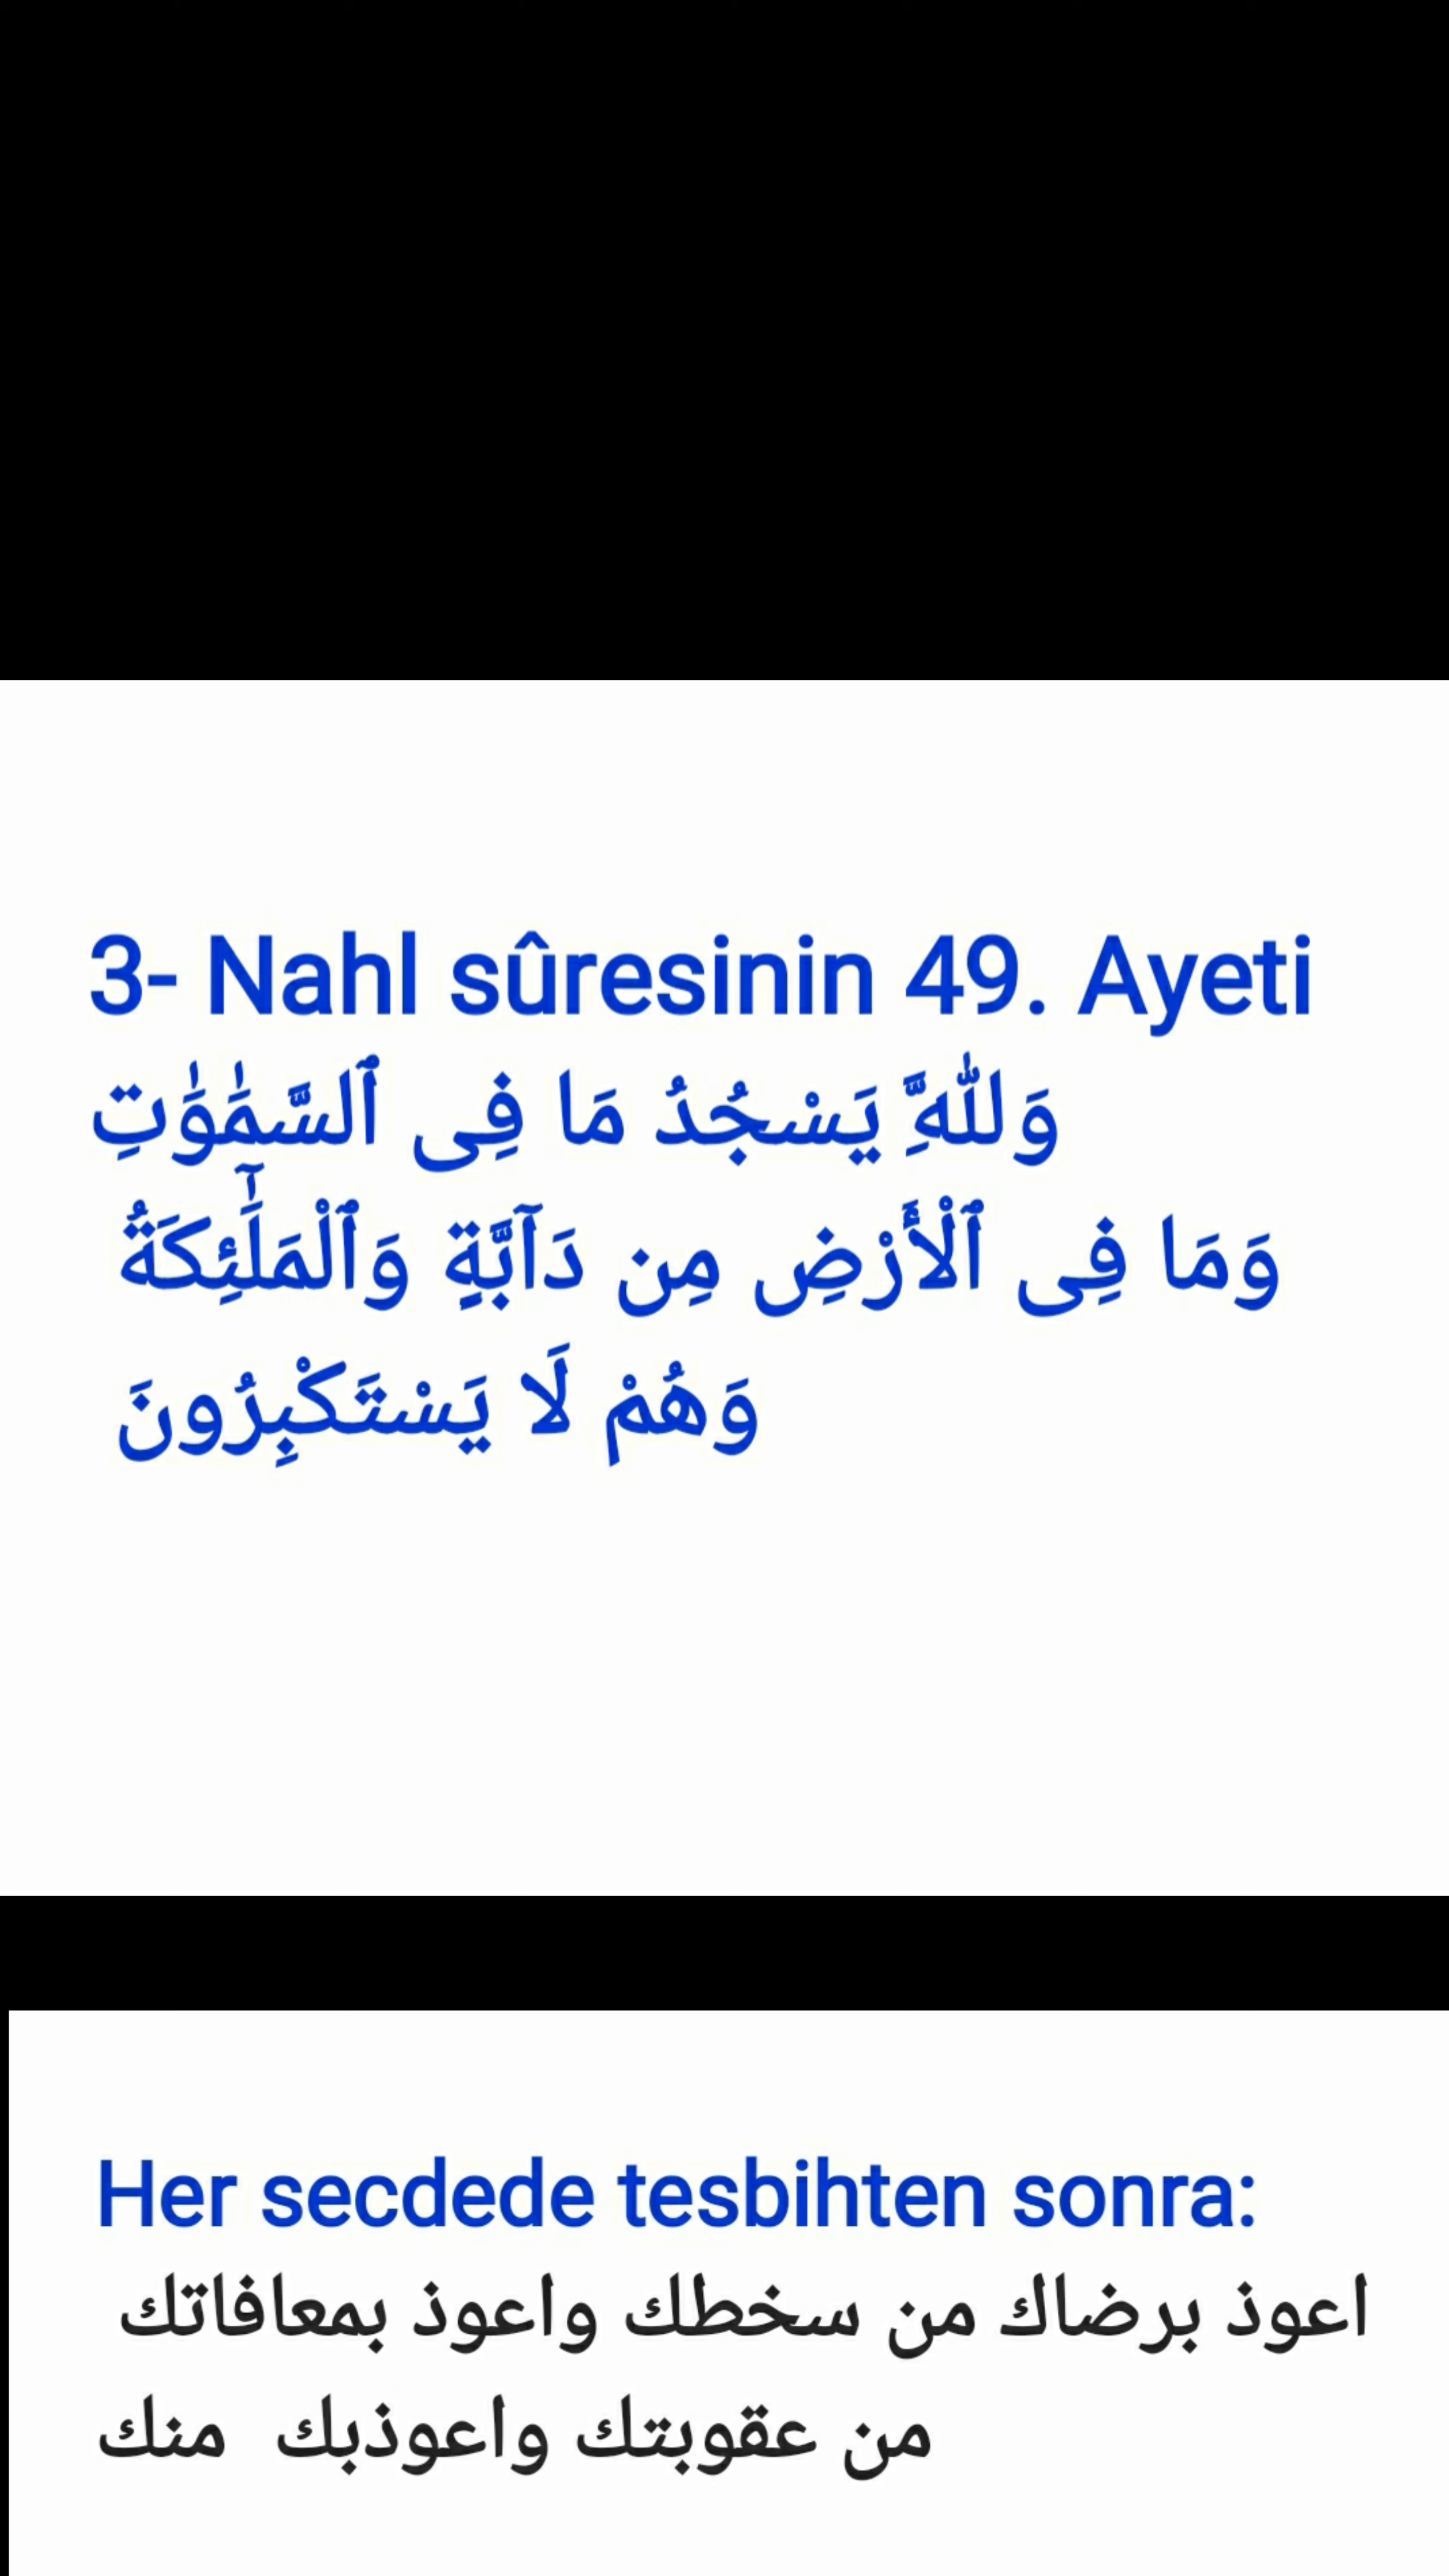 3- Nahl sûresinin 49. Ayeti
وَلِلَّهِ يَسْجُدُ مَا فِى ٱلسَّمَٰوَٰتِ
وَمَا فِى ٱلْأَرْضِ مِن دَآبَّةٍ وَٱلْمَلَٰٓئِكَةُ
وَهُمْ لَا يَسْتَكْبِرُونَ
Her secdede tesbihten sonra:
اعوذ برضاك من سخطك واعوذ بمعافاتك
من عقوبتك واعوذبك  منك